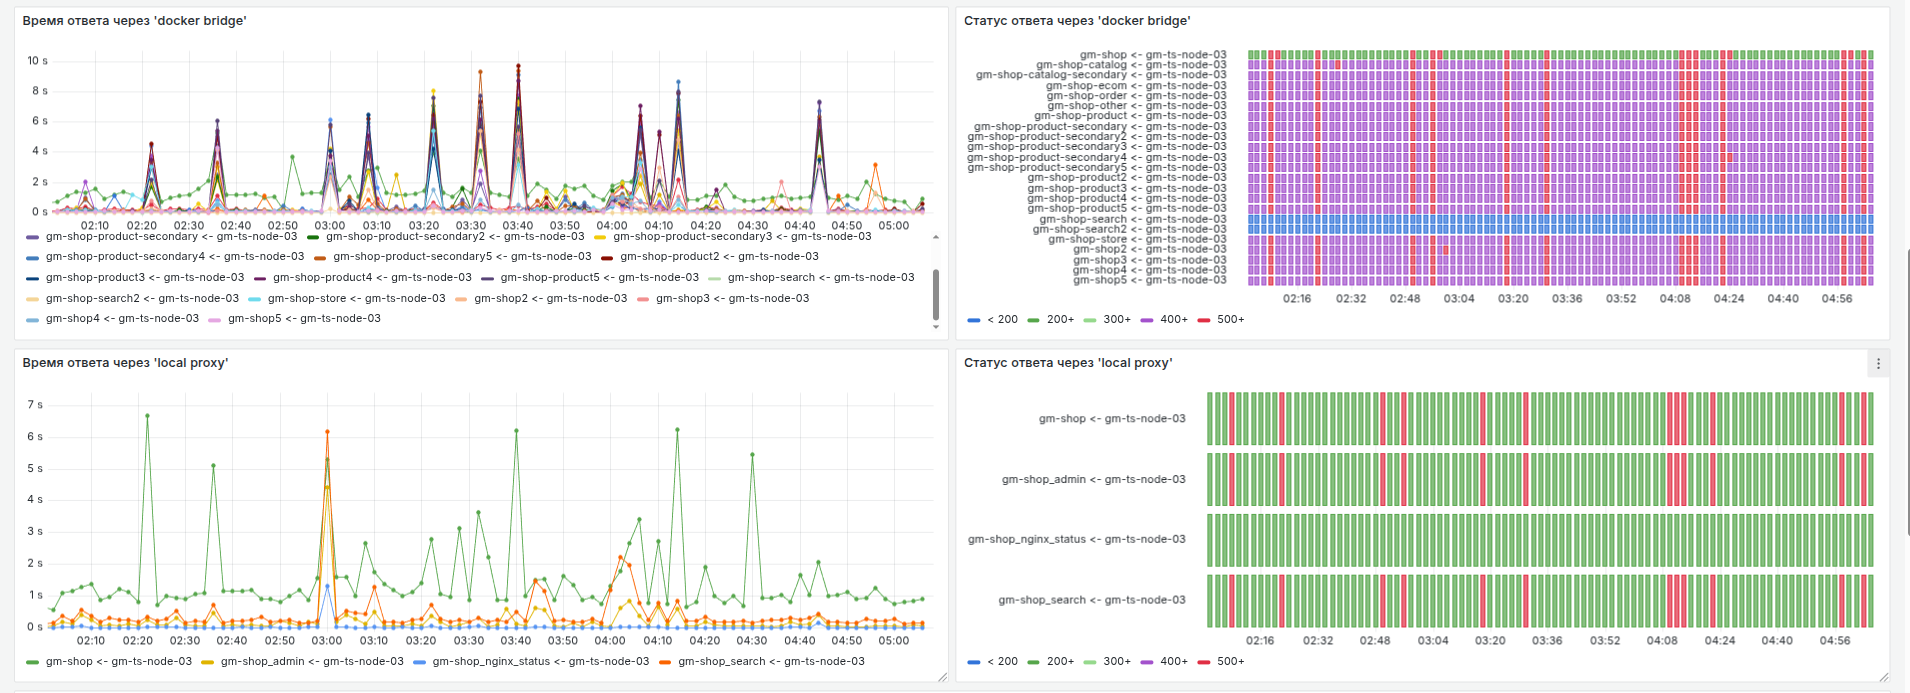 Время ответа через 'docker bridge'
10 s
8 s
6 s
4 s
2 s
0 s
02:10 02:20 02:30 02:40 02:50 03:00 03:10 03:20 03:30 03:40 03:50 04:00 04:10 04:20 04:30 04:40 04:50 05:00
gm-shop-product-secondary <- gm-ts-node-03 gm-shop-product-secondary2 <- gm-ts-node-03 gm-shop-product-secondary3 <- gm-ts-node-03
gm-shop-product-secondary4 <- gm-ts-node-03 gm-shop-product-secondary5 <- gm-ts-node-03 gm-shop-product2 <- gm-ts-node-03
gm-shop-product3 <- gm-ts-node-03 gm-shop-product4 <- gm-ts-node-03 gm-shop-product5 <- gm-ts-node-03 gm-shop-search <- gm-ts-node-03
gm-shop-search2 <- gm-ts-node-03 gm-shop-store <- gm-ts-node-03 gm-shop2 <- gm-ts-node-03 gm-shop3 <- gm-ts-node-03
gm-shop4 <- gm-ts-node-03 gm-shop5 <- gm-ts-node-03
Статус ответа через 'docker bridge'
gm-shop <- gm-ts-node-03
gm-shop-catalog <- gm-ts-node-03
gm-shop-catalog-secondary <- gm-ts-node-03
gm-shop-ecom <- gm-ts-node-03
gm-shop-order <- gm-ts-node-03
gm-shop-other <- gm-ts-node-03
gm-shop-product <- gm-ts-node-03
gm-shop-product-secondary <- gm-ts-node-03
gm-shop-product-secondary2 <- gm-ts-node-03
gm-shop-product-secondary3 <- gm-ts-node-03
gm-shop-product-secondary4 <- gm-ts-node-03
gm-shop-product-secondary5 <- gm-ts-node-03
gm-shop-product2 <- gm-ts-node-03
gm-shop-product3 <- gm-ts-node-03
gm-shop-product4 <- gm-ts-node-03
gm-shop-product5 <- gm-ts-node-03
gm-shop-search <- gm-ts-node-03
gm-shop-search2 <- gm-ts-node-03
gm-shop-store <- gm-ts-node-03
gm-shop2 <- gm-ts-node-03
gm-shop3 <- gm-ts-node-03
gm-shop4 <- gm-ts-node-03
gm-shop5 <- gm-ts-node-03
02:16 02:32 02:48 03:04 03:20 03:36 03:52 04:08 04:24 04:40 04:56
< 200 200+ 300+ 400+ 500+
Время ответа через 'local proxy'
7 s
6 s
5 s
4 s
3 s
2 s
1 s
0 s
02:10 02:20 02:30 02:40 02:50 03:00 03:10 03:20 03:30 03:40 03:50 04:00 04:10 04:20 04:30 04:40 04:50 05:00
gm-shop <- gm-ts-node-03 gm-shop_admin <- gm-ts-node-03 gm-shop_nginx_status <- gm-ts-node-03 gm-shop_search <- gm-ts-node-03
Статус ответа через 'local proxy'
gm-shop <- gm-ts-node-03
gm-shop_admin <- gm-ts-node-03
gm-shop_nginx_status <- gm-ts-node-03
gm-shop_search <- gm-ts-node-03
02:16 02:32 02:48 03:04 03:20 03:36 03:52 04:08 04:24 04:40 04:56
< 200 200+ 300+ 400+ 500+